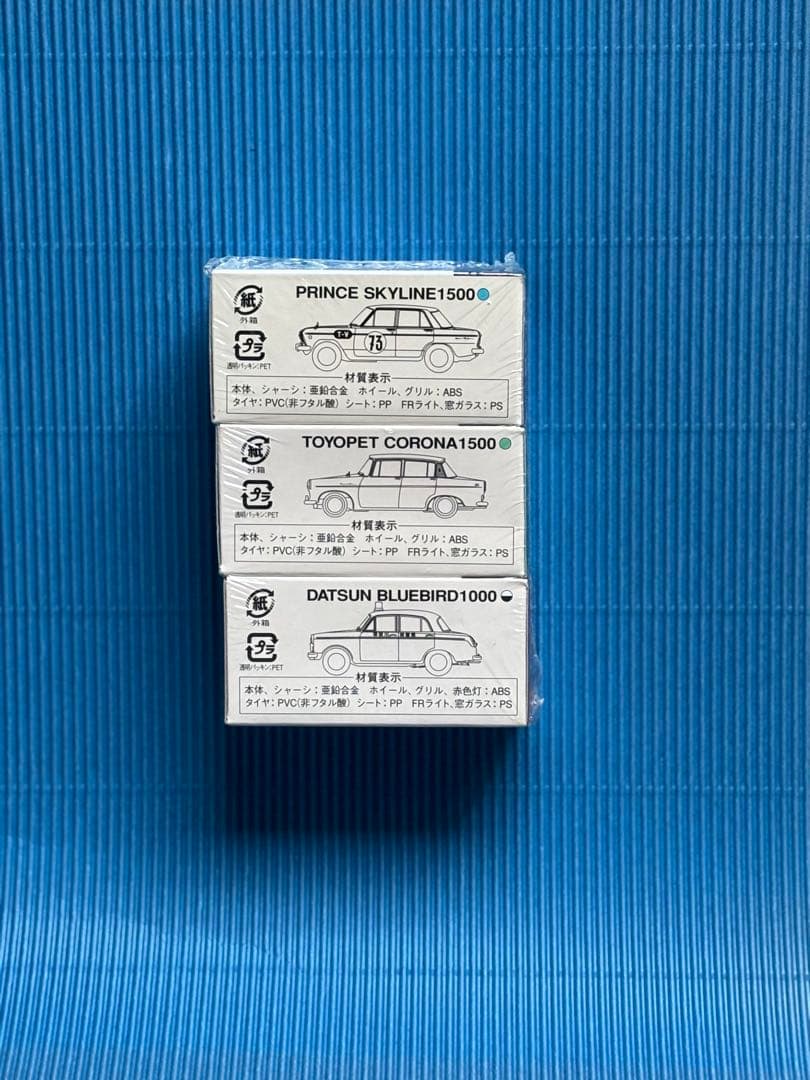 PRINCE SKYLINE1500
紙
外箱
73
プラ
透明パッキン:PET
材質表示
本体、シャーシ:亜鉛合金 ホイール、グリル:ABS
タイヤ:PVC(非フタル酸) シート:PP FRライト、窓ガラス:PS
TOYOPET CORONA1500
紙
外箱
プラ
透明パッキン:PET
材質表示
本体、シャーシ:亜鉛合金 ホイール、グリル:ABS
タイヤ:PVC(非フタル酸) シート:PP FRライト、窓ガラス:PS
DATSUN BLUEBIRD1000
紙
外箱
プラ
透明パッキン:PET
材質表示
本体、シャーシ:亜鉛合金 ホイール、グリル、赤色灯:ABS
タイヤ:PVC(非フタル酸) シート:PP FRライト、窓ガラス:PS